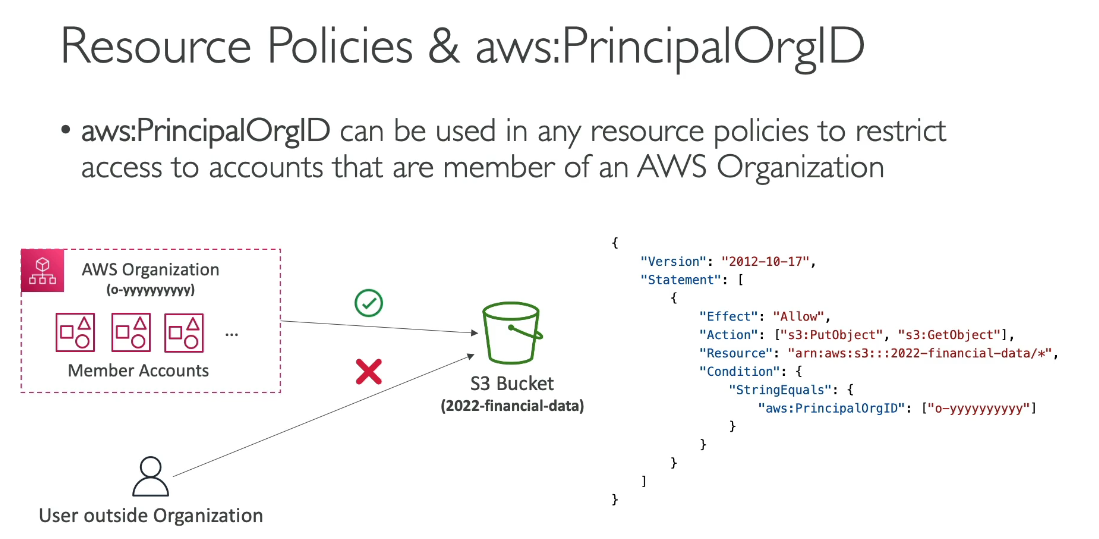 Resource Policies & aws:PrincipalOrgID
• aws:PrincipalOrgID can be used in any resource policies to restrict
access to accounts that are member of an AWS Organization
AWS Organization
(o-yyyyyyyyyy)
...
Member Accounts
S3 Bucket
(2022-financial-data)
User outside Organization
{
"Version": "2012-10-17",
"Statement": [
{
"Effect": "Allow",
"Action": ["s3:PutObject", "s3:GetObject"],
"Resource": "arn:aws:s3:::2022-financial-data/*",
"Condition": {
"StringEquals": {
"aws:PrincipalOrgID": ["o-yyyyyyyyyy"]
}
}
}
]
}